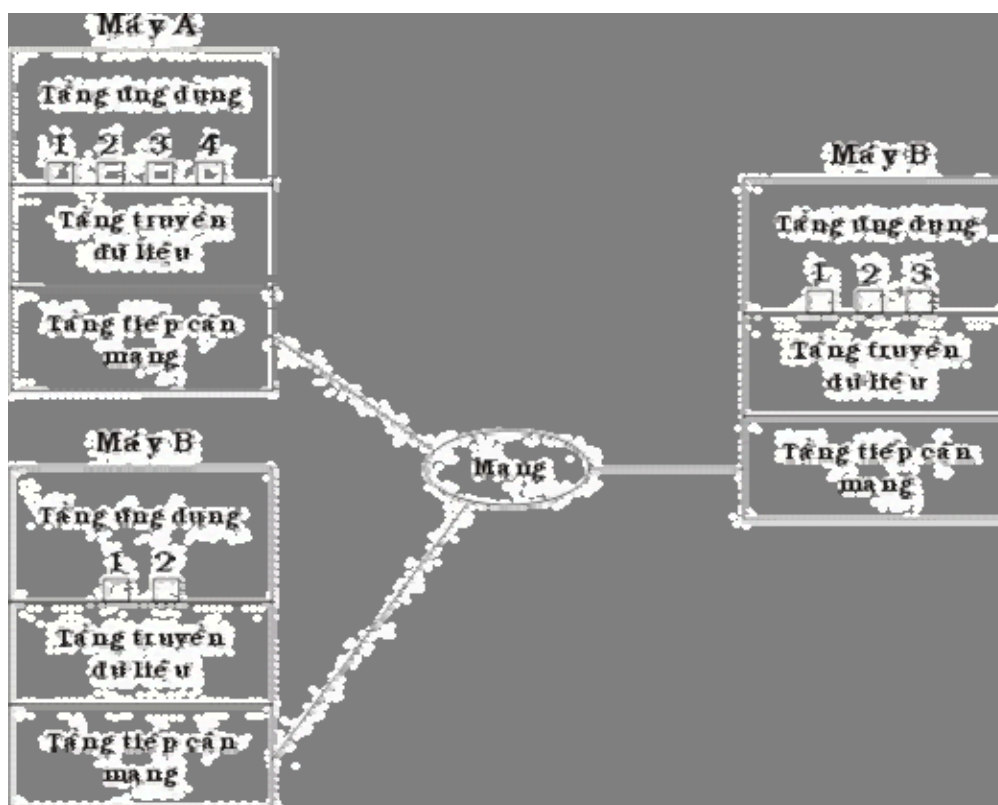 Máy A
Tầng ứng dụng
1 2 3 4
Tầng truyền
dữ liệu
Tầng tiếp cận
mạng
Máy B
Tầng ứng dụng
1 2 3
Tầng truyền
dữ liệu
Tầng tiếp cận
mạng
Mạng
Máy B
Tầng ứng dụng
1 2
Tầng truyền
dữ liệu
Tầng tiếp cận
mạng